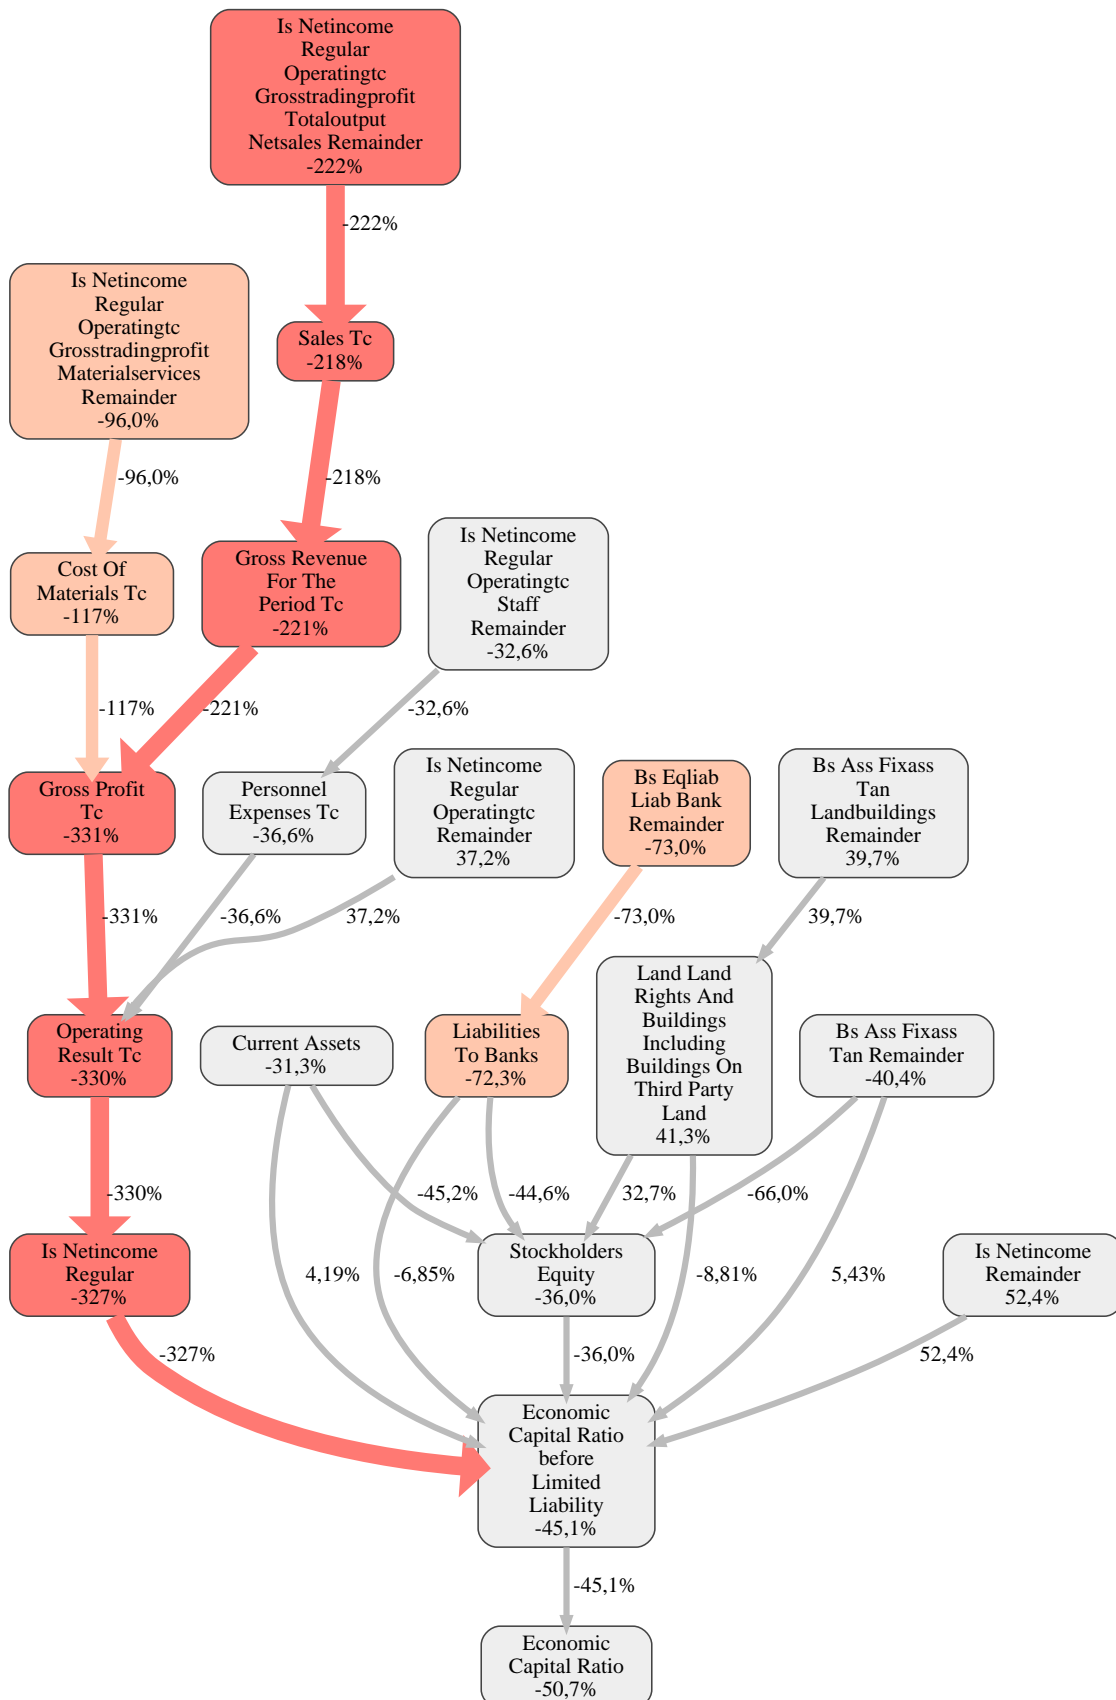 Is Netincome
Regular
Operatingtc
Grosstradingprofit
Totaloutput
Netsales Remainder
-222%
-222%
Is Netincome
Regular
Operatingtc
Grosstradingprofit
Materialservices
Remainder
-96,0%
Sales Tc
-218%
-96,0%
-218%
Cost Of
Materials Tc
-117%
Gross Revenue
For The
Period Tc
-221%
Is Netincome
Regular
Operatingtc
Staff
Remainder
-32,6%
-117%
-221%
-32,6%
Gross Profit
Tc
-331%
Personnel
Expenses Tc
-36,6%
Is Netincome
Regular
Operatingtc
Remainder
37,2%
Bs Eqliab
Liab Bank
Remainder
-73,0%
Bs Ass Fixass
Tan
Landbuildings
Remainder
39,7%
-331%
-36,6%
37,2%
-73,0%
39,7%
Operating
Result Tc
-330%
Current Assets
-31,3%
Liabilities
To Banks
-72,3%
Land Land
Rights And
Buildings
Including
Buildings On
Third Party
Land
41,3%
Bs Ass Fixass
Tan Remainder
-40,4%
-330%
-45,2%
-44,6%
32,7%
-66,0%
Is Netincome
Regular
-327%
4,19%
-6,85%
Stockholders
Equity
-36,0%
-8,81%
5,43%
Is Netincome
Remainder
52,4%
-327%
-36,0%
52,4%
Economic
Capital Ratio
before
Limited
Liability
-45,1%
-45,1%
Economic
Capital Ratio
-50,7%